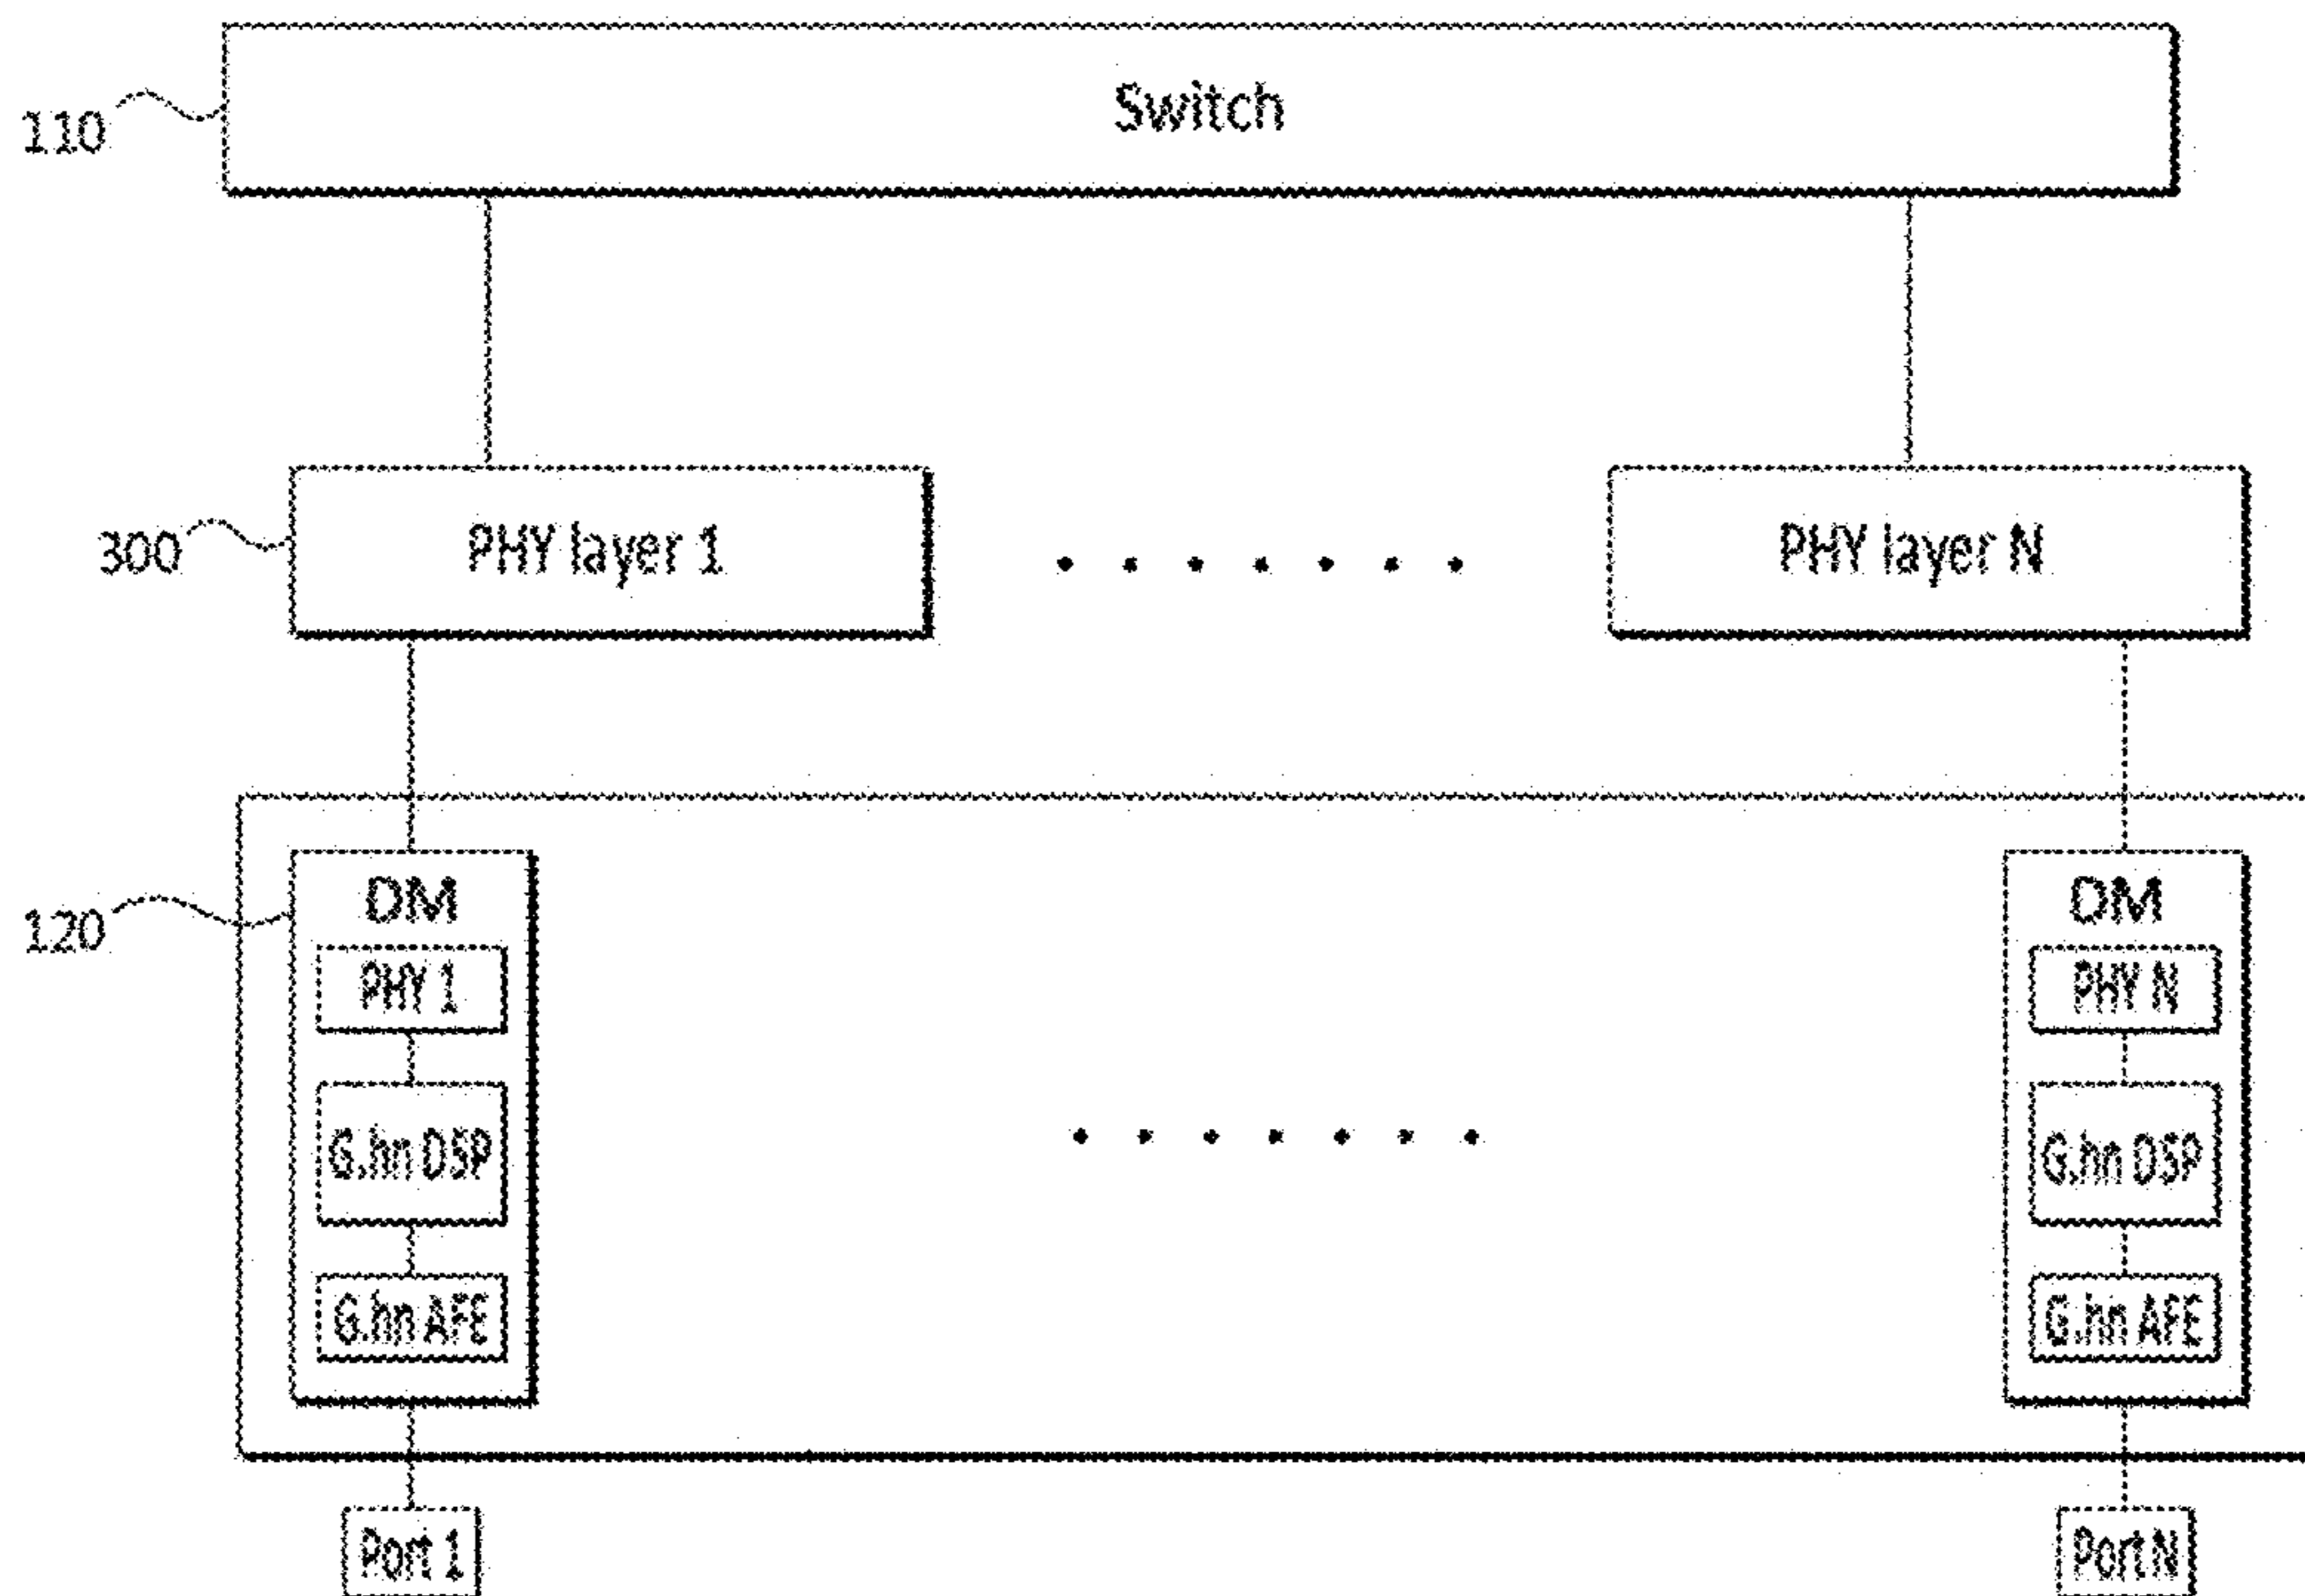 Switch
110
300
PHY layer 1
PHY layer N
120
DM
DM
PHY 1
PHY N
G.hn DSP
G.hn DSP
G.hn AFE
G.hn AFE
Port 1
Port N